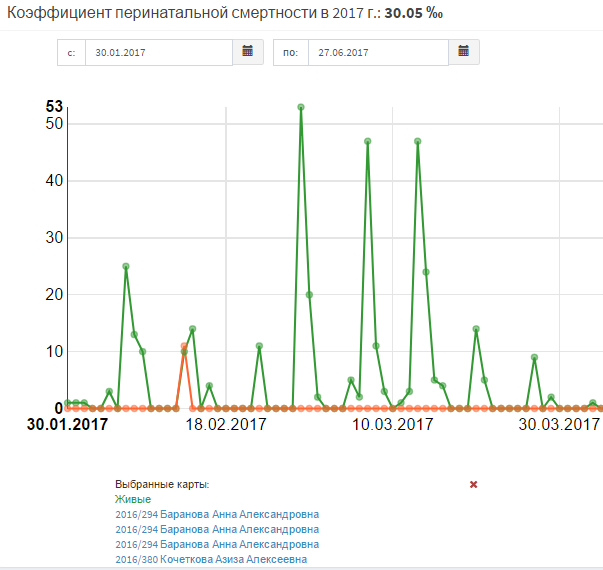 Коэффициент перинатальной смертности в 2017 г.: 30.05 ‰
с: 30.01.2017 по: 27.06.2017
53
50
40
30
20
10
0
30.01.2017 18.02.2017 10.03.2017 30.03.2017
Выбранные карты:
Живые
2016/294 Баранова Анна Александровна
2016/294 Баранова Анна Александровна
2016/294 Баранова Анна Александровна
2016/380 Кочеткова Азиза Алексеевна